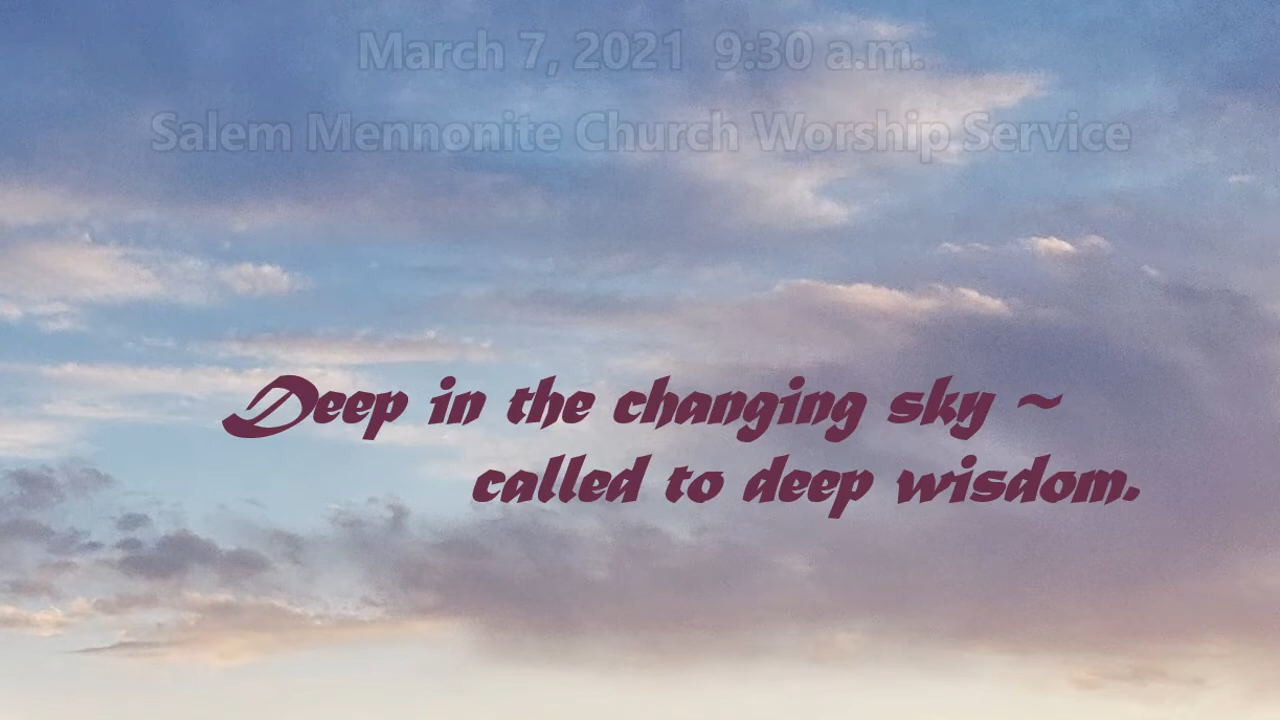 March 7, 2021 9:30 a.m.
Salem Mennonite Church Worship Service
Deep in the changing sky ~
called to deep wisdom.